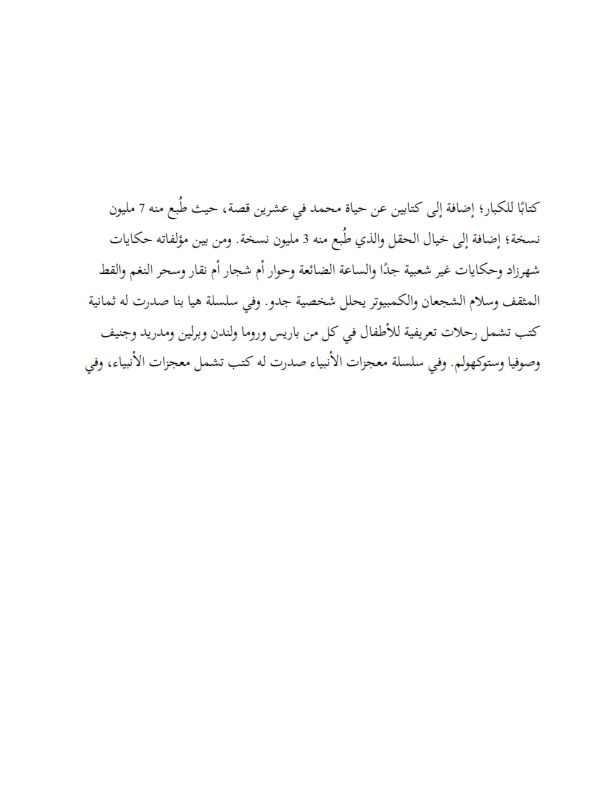 كتابًا للكبار؛ إضافة إلى كتابين عن حياة محمد في عشرين قصة، حيث طُبع منه 7 مليون
نسخة؛ إضافة إلى خيال الحقل والذي طُبع منه 3 مليون نسخة. ومن بين مؤلفاته حكايات
شهرزاد وحكايات غير شعبية جدًا والساعة الضائعة وحوار أم شجار أم نقار وسحر النغم والقط
المثقف وسلام الشجعان والكمبيوتر يحلل شخصية جدو. وفي سلسلة هيا بنا صدرت له ثمانية
كتب تشمل رحلات تعريفية للأطفال في كل من باريس وروما ولندن وبرلين ومدريد وجنيف
وصوفيا وستوكهولم. وفي سلسلة معجزات الأنبياء صدرت له كتب تشمل معجزات الأنبياء، وفي